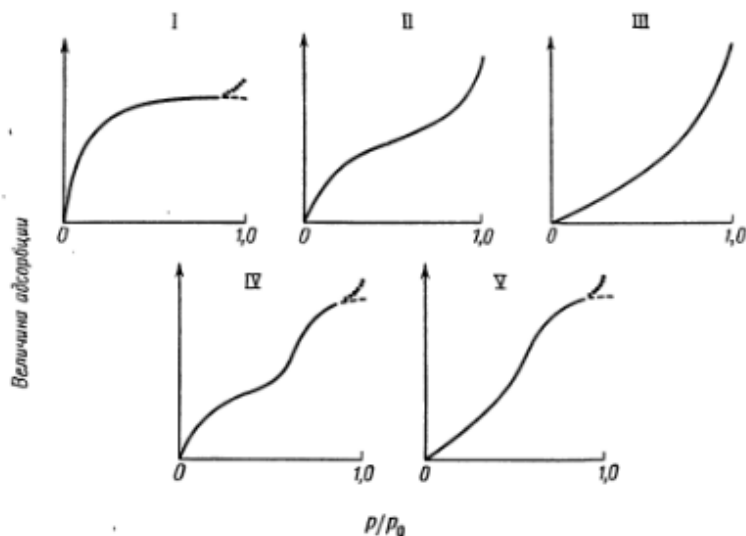 I II III
0 1,0 0 1,0 0 1,0
IV V
0 1,0 0 1,0
Величина адсорбции
p/p₀